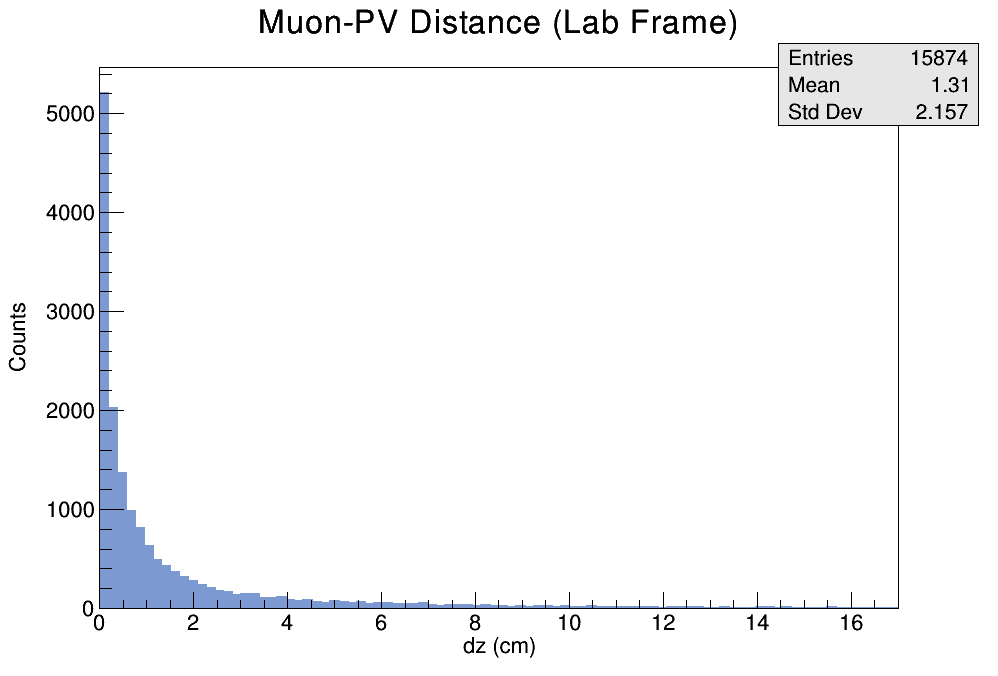 Muon-PV Distance (Lab Frame)
Entries 15874
Mean 1.31
Std Dev 2.157
5000
4000
3000
2000
1000
0
Counts
0 2 4 6 8 10 12 14 16
dz (cm)